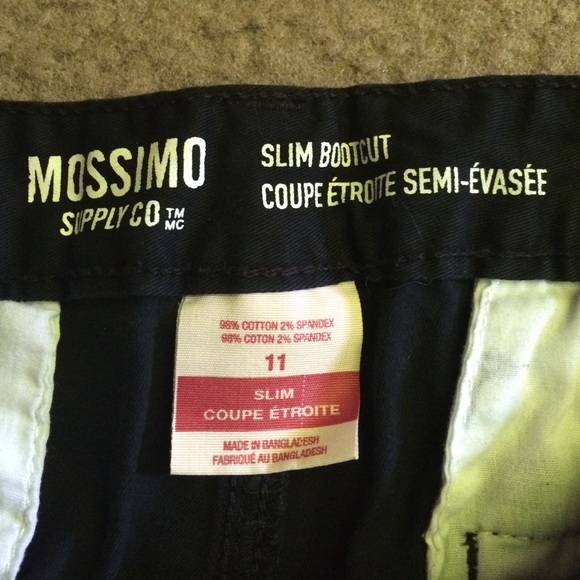 MOSSIMO
SUPPLY CO TM MC
SLIM BOOTCUT
COUPE ÉTROITE SEMI-ÉVASÉE
98% COTTON 2% SPANDEX
98% COTON 2% SPANDEX
11
SLIM
COUPE ÉTROITE
MADE IN BANGLADESH
FABRIQUÉ AU BANGLADESH